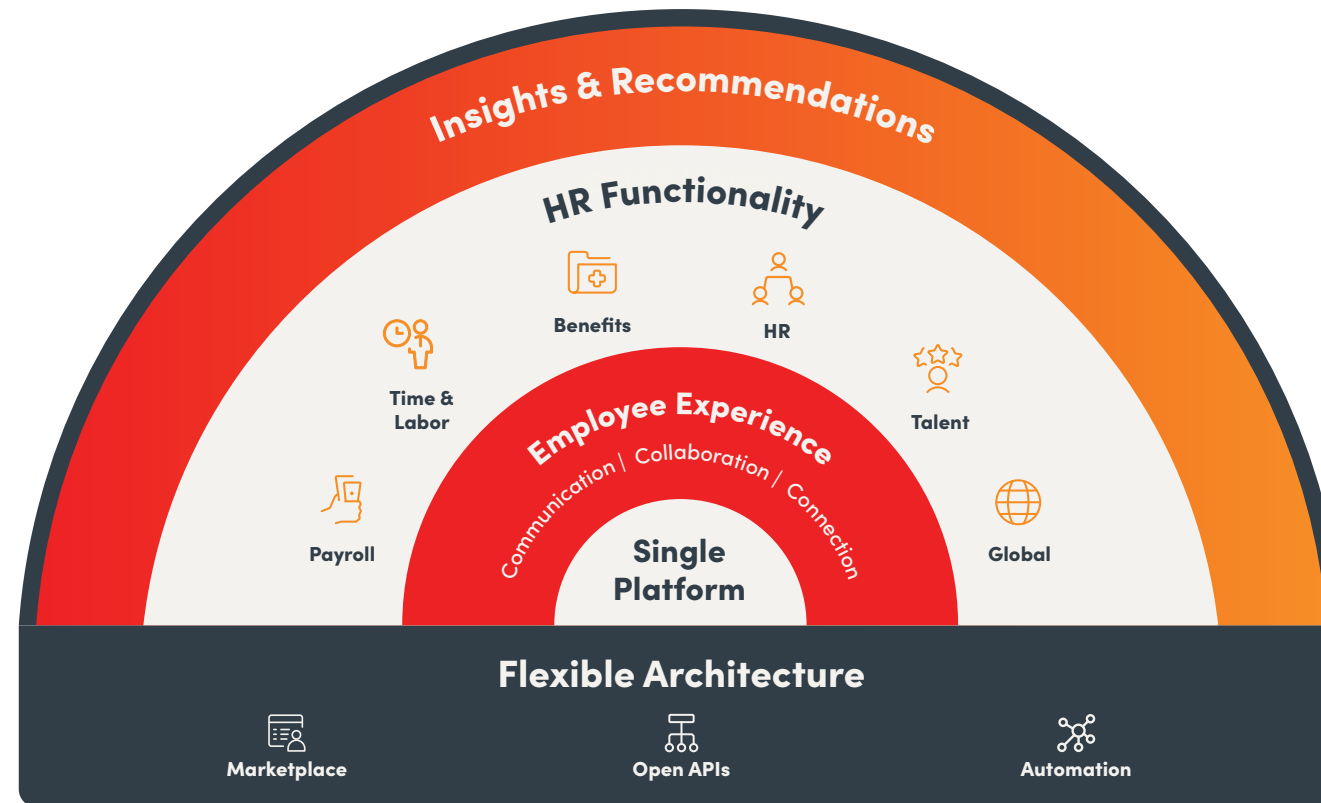 Insights & Recommendations
HR Functionality
Benefits
HR
Time &
Labor
Talent
Payroll
Global
Employee Experience
Communication | Collaboration | Connection
Single
Platform
Flexible Architecture
Marketplace
Open APIs
Automation